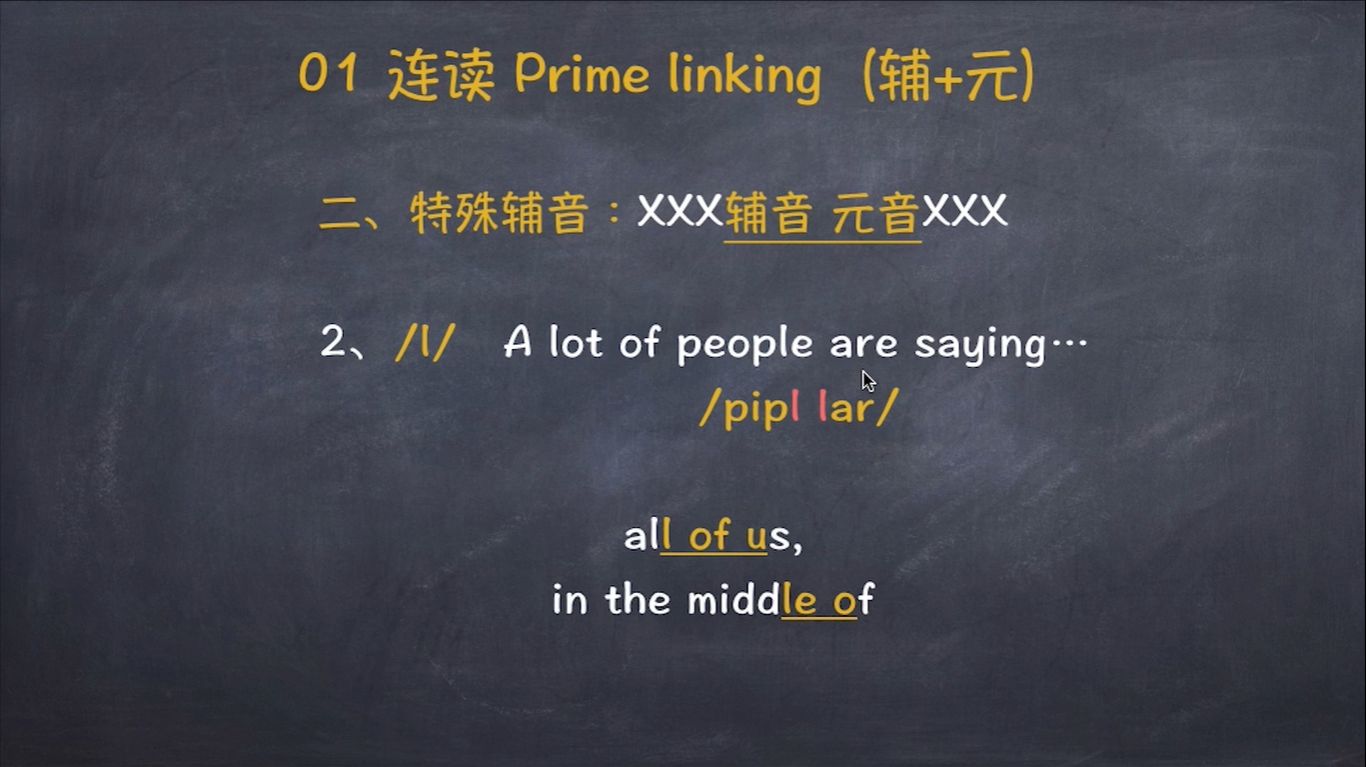 01 连读 Prime linking (辅+元)
二、特殊辅音：XXX辅音 元音XXX
2、/l/ A lot of people are saying…
/pipl lar/
all of us,
in the middle of